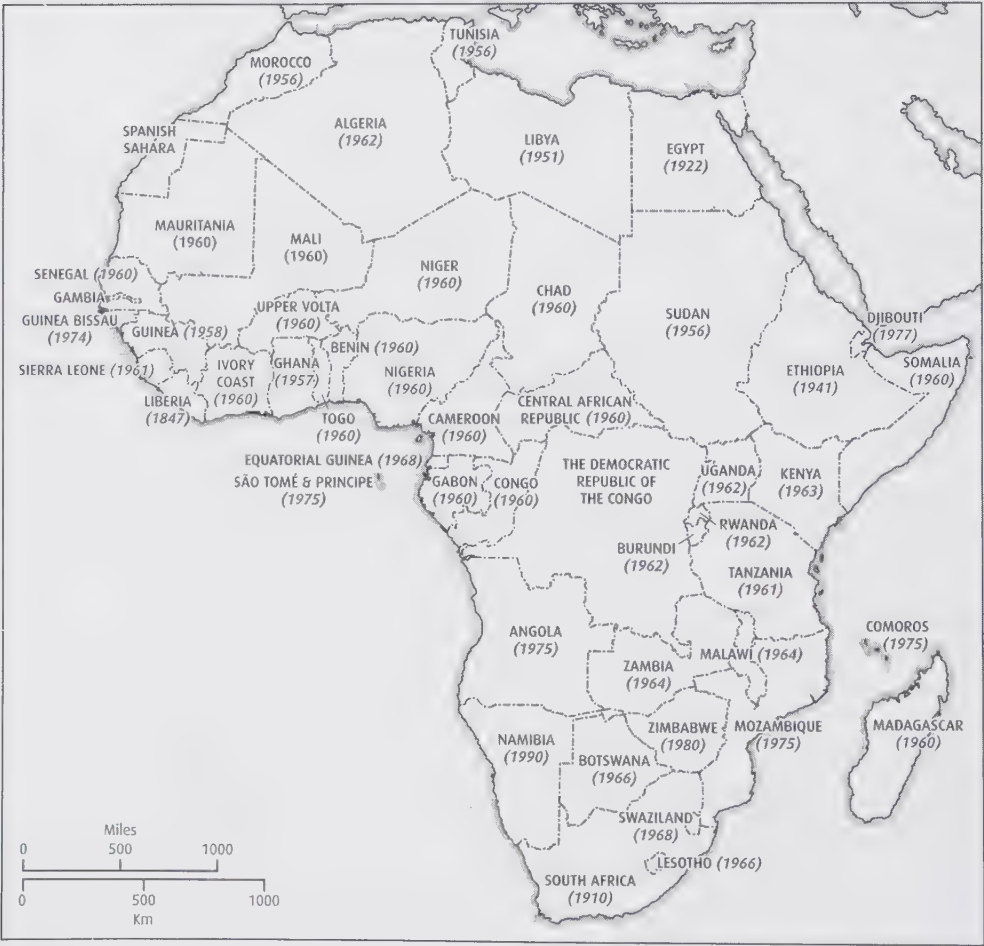 TUNISIA
(1956)
MOROCCO
(1956)
ALGERIA
(1962)
LIBYA
(1951)
EGYPT
(1922)
SPANISH
SAHARA
MAURITANIA
(1960)
MALI
(1960)
NIGER
(1960)
CHAD
(1960)
SUDAN
(1956)
SENEGAL (1960)
GAMBIA
GUINEA BISSAU
(1974)
GUINEA (1958)
UPPER VOLTA
(1960)
BENIN (1960)
NIGERIA
(1960)
DJIBOUTI
(1977)
SOMALIA
(1960)
ETHIOPIA
(1941)
SIERRA LEONE (1961)
IVORY
COAST
(1960)
GHANA
(1957)
LIBERIA
(1847)
TOGO
(1960)
CAMEROON
(1960)
CENTRAL AFRICAN
REPUBLIC (1960)
EQUATORIAL GUINEA (1968)
SÃO TOMÉ & PRINCIPE
(1975)
GABON
(1960)
CONGO
(1960)
THE DEMOCRATIC
REPUBLIC OF
THE CONGO
UGANDA
(1962)
KENYA
(1963)
RWANDA
(1962)
BURUNDI
(1962)
TANZANIA
(1961)
ANGOLA
(1975)
ZAMBIA
(1964)
MALAWI (1964)
COMOROS
(1975)
NAMIBIA
(1990)
ZIMBABWE
(1980)
MOZAMBIQUE
(1975)
MADAGASCAR
(1960)
BOTSWANA
(1966)
SWAZILAND
(1968)
LESOTHO (1966)
SOUTH AFRICA
(1910)
Miles
0 500 1000
0 500 1000
Km